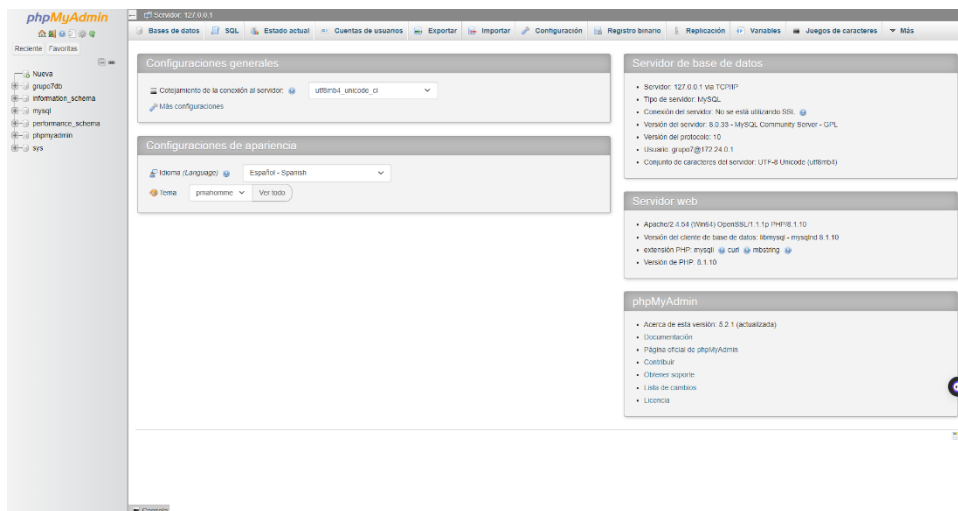 phpMyAdmin
Reciente Favoritas
Nueva
grupo7db
information_schema
mysql
performance_schema
phpmyadmin
sys
Servidor: 127.0.0.1
Bases de datos SQL Estado actual Cuentas de usuarios Exportar Importar Configuración Registro binario Replicación Variables Juegos de caracteres Más
Configuraciones generales
Cotejamiento de la conexión al servidor: utf8mb4_unicode_ci
Más configuraciones
Configuraciones de apariencia
Idioma (Language) Español - Spanish
Tema pmahomme Ver todo
Servidor de base de datos
• Servidor: 127.0.0.1 via TCP/IP
• Tipo de servidor: MySQL
• Conexión del servidor: No se está utilizando SSL
• Versión del servidor: 8.0.33 - MySQL Community Server - GPL
• Versión del protocolo: 10
• Usuario: grupo7@172.24.0.1
• Conjunto de caracteres del servidor: UTF-8 Unicode (utf8mb4)
Servidor web
• Apache/2.4.54 (Win64) OpenSSL/1.1.1p PHP/8.1.10
• Versión del cliente de base de datos: libmysql - mysqlnd 8.1.10
• extensión PHP: mysqli curl mbstring
• Versión de PHP: 8.1.10
phpMyAdmin
• Acerca de esta versión: 5.2.1 (actualizada)
• Documentación
• Página oficial de phpMyAdmin
• Contribuir
• Obtener soporte
• Lista de cambios
• Licencia
Consola